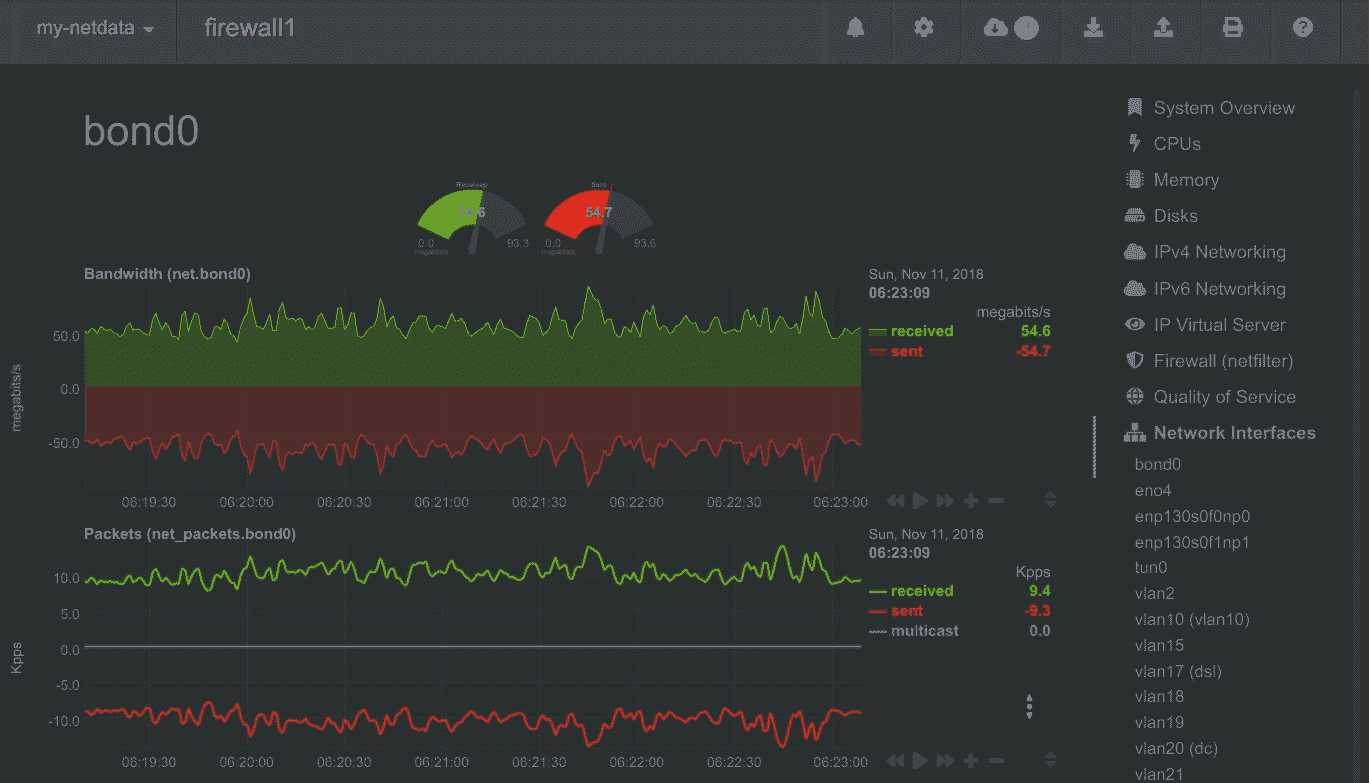 my-netdata
firewall1
bond0
Received
Sent
54.6
54.7
0.0
93.3
0.0
93.6
megabits/s
megabits/s
Bandwidth (net.bond0)
Sun, Nov 11, 2018
06:23:09
megabits/s
received 54.6
sent -54.7
megabits/s
50.0
0.0
-50.0
06:19:30 06:20:00 06:20:30 06:21:00 06:21:30 06:22:00 06:22:30 06:23:00
Packets (net_packets.bond0)
Sun, Nov 11, 2018
06:23:09
Kpps
received 9.4
sent -9.3
multicast 0.0
Kpps
10.0
5.0
0.0
-5.0
-10.0
06:19:30 06:20:00 06:20:30 06:21:00 06:21:30 06:22:00 06:22:30 06:23:00
System Overview
CPUs
Memory
Disks
IPv4 Networking
IPv6 Networking
IP Virtual Server
Firewall (netfilter)
Quality of Service
Network Interfaces
bond0
eno4
enp130s0f0np0
enp130s0f1np1
tun0
vlan2
vlan10 (vlan10)
vlan15
vlan17 (dsl)
vlan18
vlan19
vlan20 (dc)
vlan21